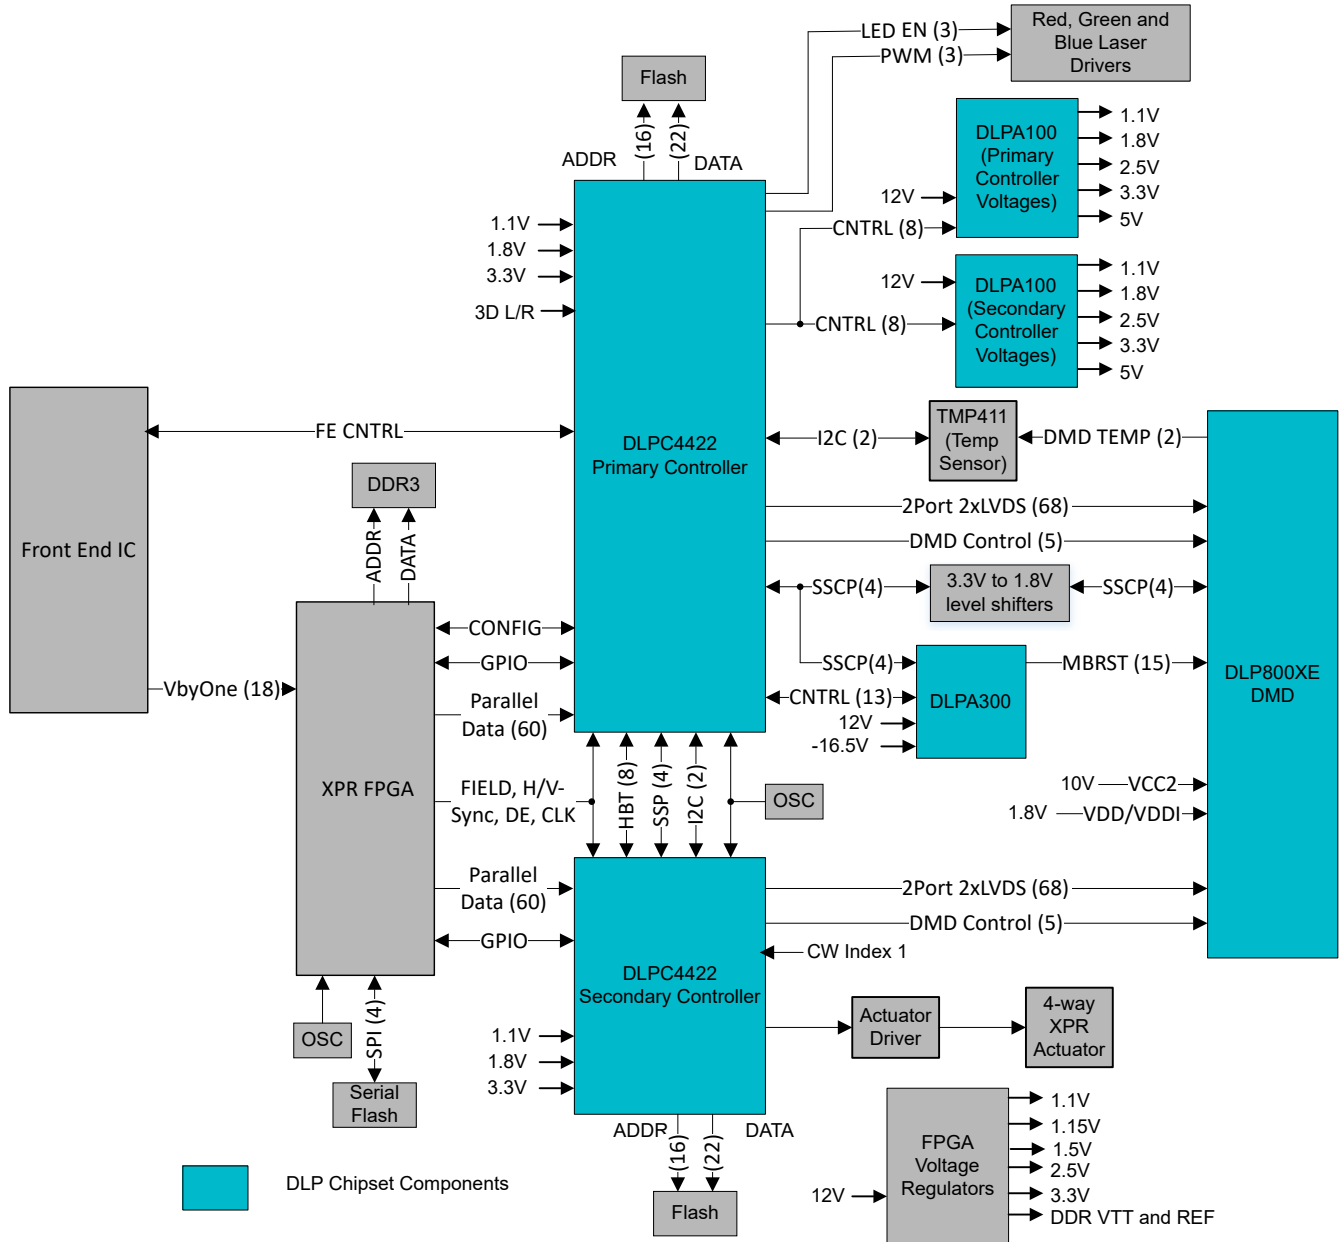 LED EN (3)
PWM (3)
Red, Green and
Blue Laser
Drivers
Flash
(16)
(22)
ADDR
DATA
DLPA100
(Primary
Controller
Voltages)
12V
CNTRL (8)
1.1V
1.8V
2.5V
3.3V
5V
1.1V
1.8V
3.3V
3D L/R
DLPA100
(Secondary
Controller
Voltages)
12V
CNTRL (8)
1.1V
1.8V
2.5V
3.3V
5V
Front End IC
FE CNTRL
DLPC4422
Primary Controller
I2C (2)
TMP411
(Temp
Sensor)
DMD TEMP (2)
DDR3
ADDR
DATA
2Port 2xLVDS (68)
DMD Control (5)
SSCP(4)
3.3V to 1.8V
level shifters
SSCP(4)
CONFIG
GPIO
VbyOne (18)
Parallel
Data (60)
SSCP(4)
CNTRL (13)
12V
-16.5V
DLPA300
MBRST (15)
DLP800XE
DMD
XPR FPGA
FIELD, H/V-
Sync, DE, CLK
HBT (8)
SSP (4)
I2C (2)
OSC
10V
VCC2
1.8V
VDD/VDDI
Parallel
Data (60)
GPIO
2Port 2xLVDS (68)
DMD Control (5)
CW Index 1
DLPC4422
Secondary Controller
OSC
SPI (4)
Serial
Flash
1.1V
1.8V
3.3V
Actuator
Driver
4-way
XPR
Actuator
ADDR
DATA
(16)
(22)
Flash
FPGA
Voltage
Regulators
12V
1.1V
1.15V
1.5V
2.5V
3.3V
DDR VTT and REF
DLP Chipset Components